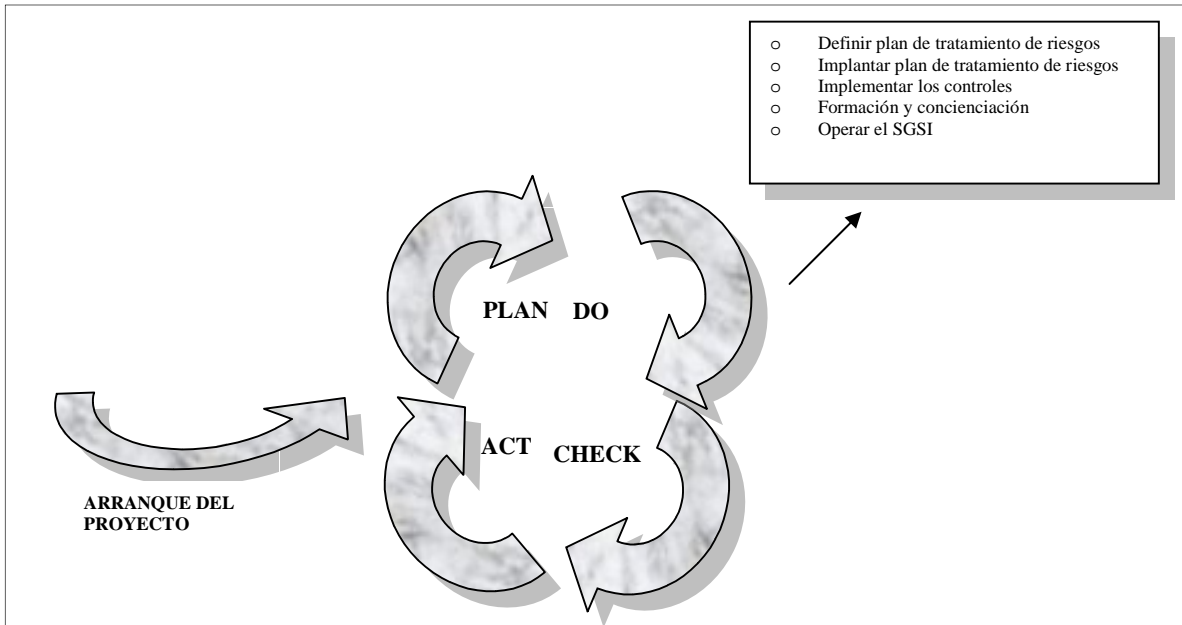 o Definir plan de tratamiento de riesgos
o Implantar plan de tratamiento de riesgos
o Implementar los controles
o Formación y concienciación
o Operar el SGSI
PLAN DO
ACT CHECK
ARRANQUE DEL
PROYECTO